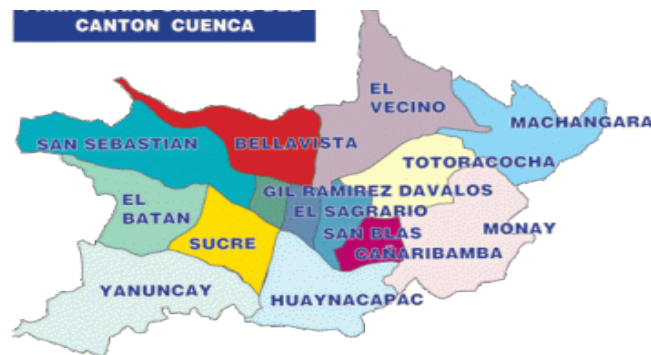 CANTON CUENCA
EL
VECINO
MACHANGARA
SAN SEBASTIAN
BELLAVISTA
TOTORACOCHA
GIL RAMIREZ DAVALOS
EL
BATAN
EL SAGRARIO
MONAY
SAN BLAS
SUCRE
CAÑARIBAMBA
YANUNCAY
HUAYNACAPAC